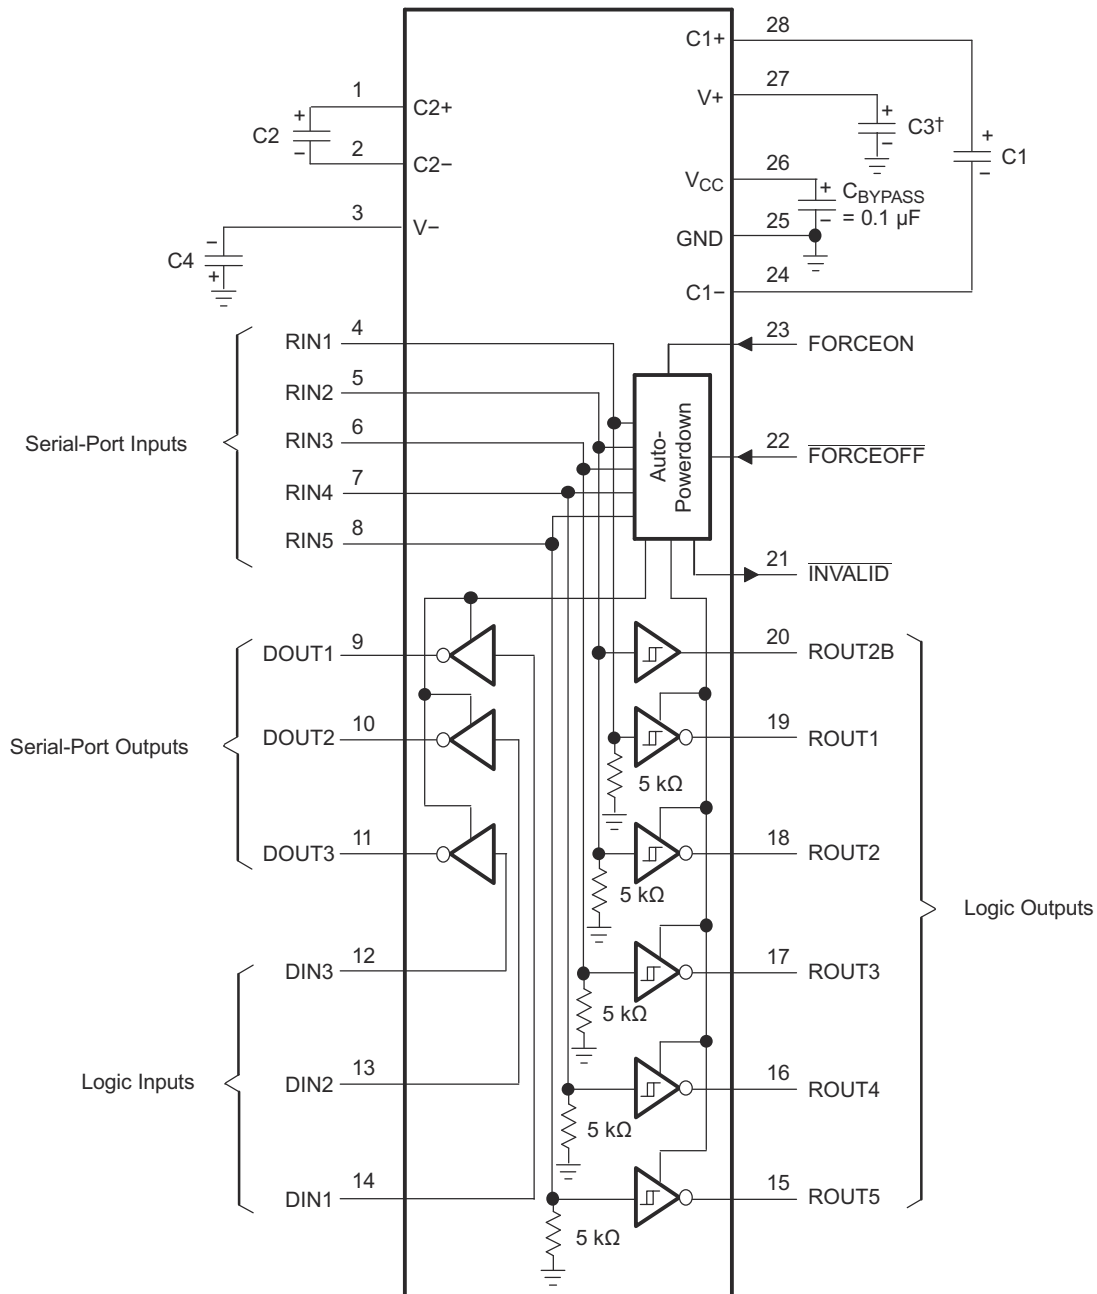 C1+ 28
V+ 27
+
C3†
−
+
C1
−
VCC 26
+
CBYPASS
= 0.1 µF
−
GND 25
C1− 24
1 C2+
+
C2
−
2 C2−
3 V−
−
C4
+
RIN1 4
RIN2 5
RIN3 6
RIN4 7
RIN5 8
Serial-Port Inputs
Auto-
Powerdown
23 FORCEON
22 FORCEOFF
21 INVALID
DOUT1 9
DOUT2 10
DOUT3 11
Serial-Port Outputs
DIN3 12
DIN2 13
DIN1 14
Logic Inputs
20 ROUT2B
19 ROUT1
5 kΩ
18 ROUT2
5 kΩ
17 ROUT3
5 kΩ
16 ROUT4
5 kΩ
15 ROUT5
5 kΩ
Logic Outputs